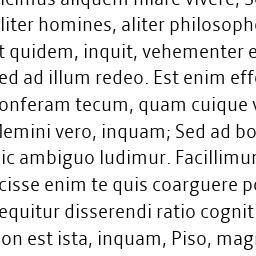 aliquem
liter homines, aliter philosoph
t quidem, inquit, vehementer e
ed ad illum redeo. Est enim eff
onferam tecum, quam cuique v
lemini vero, inquam; Sed ad bo
ic ambiguo ludimur. Facillimu
cisse enim te quis coarguere p
equitur disserendi ratio cognit
on est ista, inquam, Piso, mag